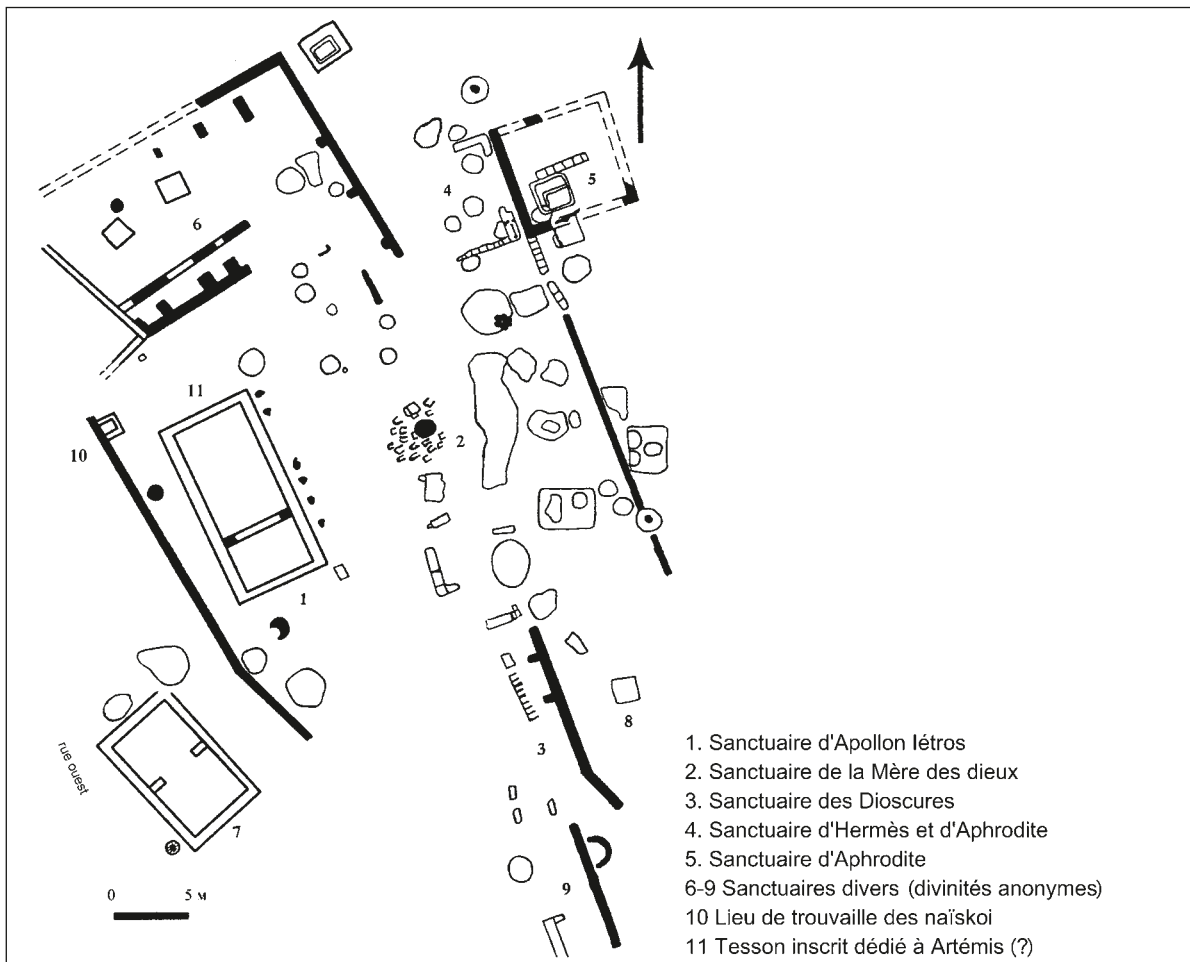 4
5
6
11
2
10
1
8
3
rue ouest
7
9
0 5 м
1. Sanctuaire d'Apollon Iétros
2. Sanctuaire de la Mère des dieux
3. Sanctuaire des Dioscures
4. Sanctuaire d'Hermès et d'Aphrodite
5. Sanctuaire d'Aphrodite
6-9 Sanctuaires divers (divinités anonymes)
10 Lieu de trouvaille des naïskoi
11 Tesson inscrit dédié à Artémis (?)